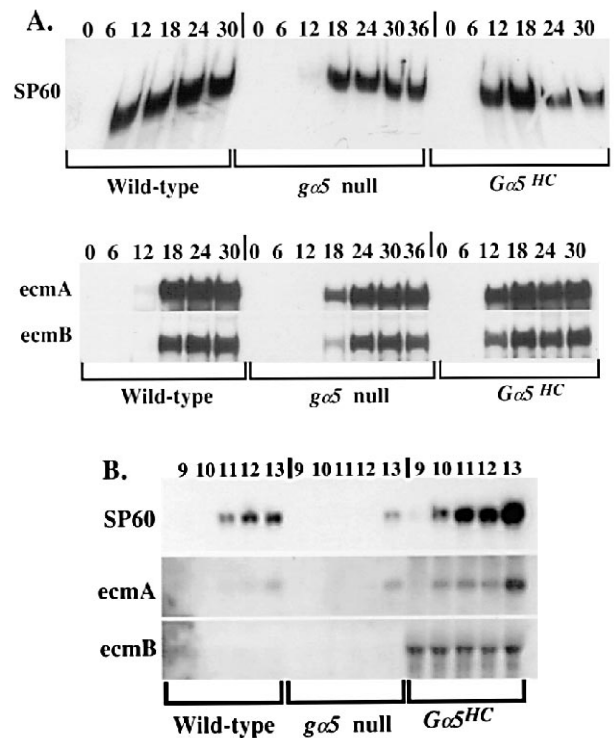 A.
0 6 12 18 24 30 0 6 12 18 24 30 36 0 6 12 18 24 30
SP60
Wild-type gα5 null Gα5 HC
0 6 12 18 24 30 0 6 12 18 24 30 36 0 6 12 18 24 30
ecmA
ecmB
Wild-type gα5 null Gα5 HC
B.
9 10 11 12 13 9 10 11 12 13 9 10 11 12 13
SP60
ecmA
ecmB
Wild-type gα5 null Gα5HC